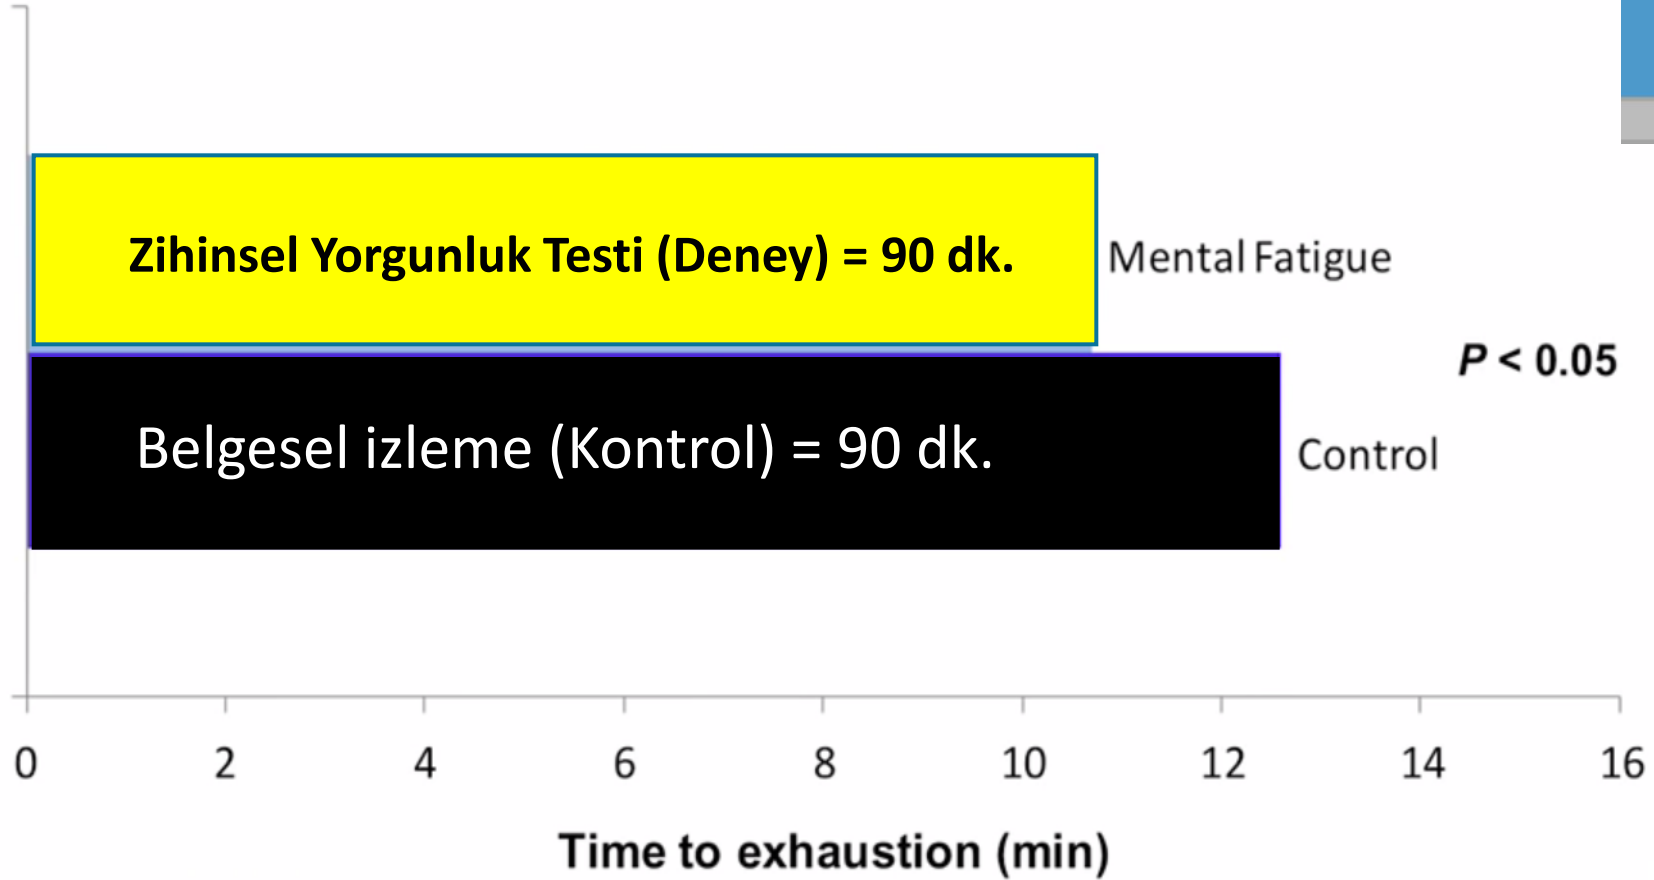 Zihinsel Yorgunluk Testi (Deney) = 90 dk.
Mental Fatigue
P < 0.05
Belgesel izleme (Kontrol) = 90 dk.
Control
0 2 4 6 8 10 12 14 16
Time to exhaustion (min)